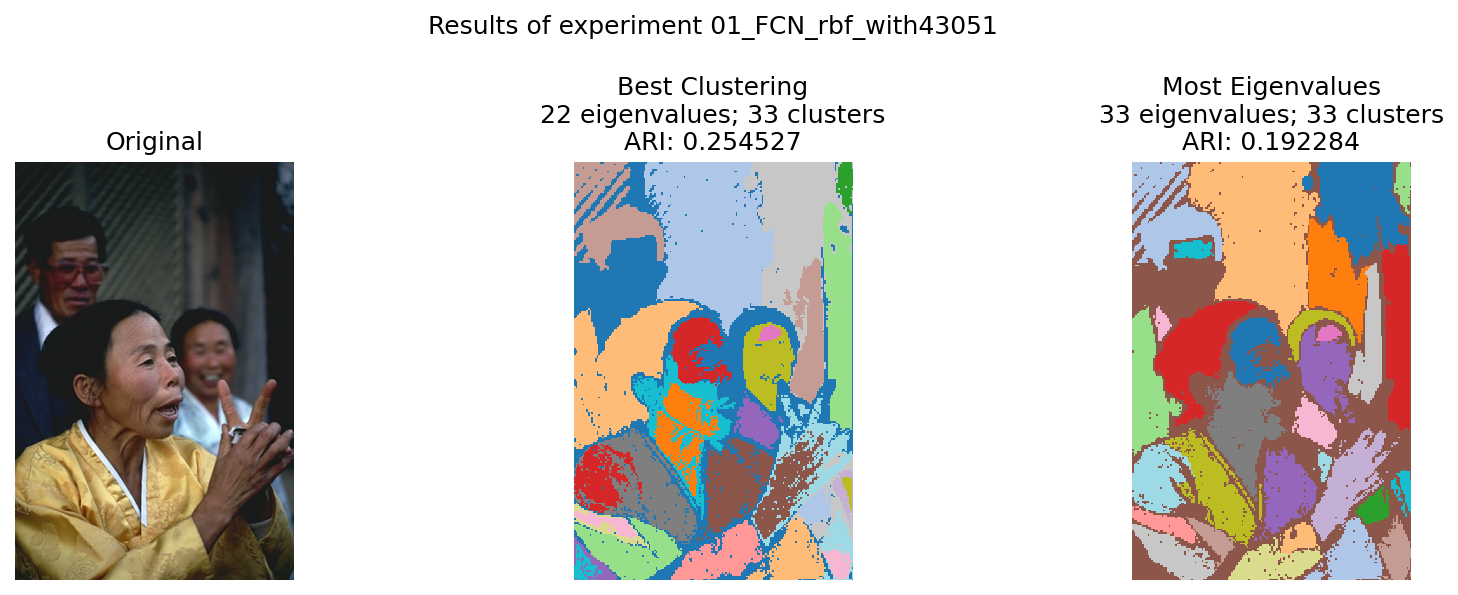 Results of experiment 01_FCN_rbf_with43051
Original
Best Clustering
22 eigenvalues; 33 clusters
ARI: 0.254527
Most Eigenvalues
33 eigenvalues; 33 clusters
ARI: 0.192284